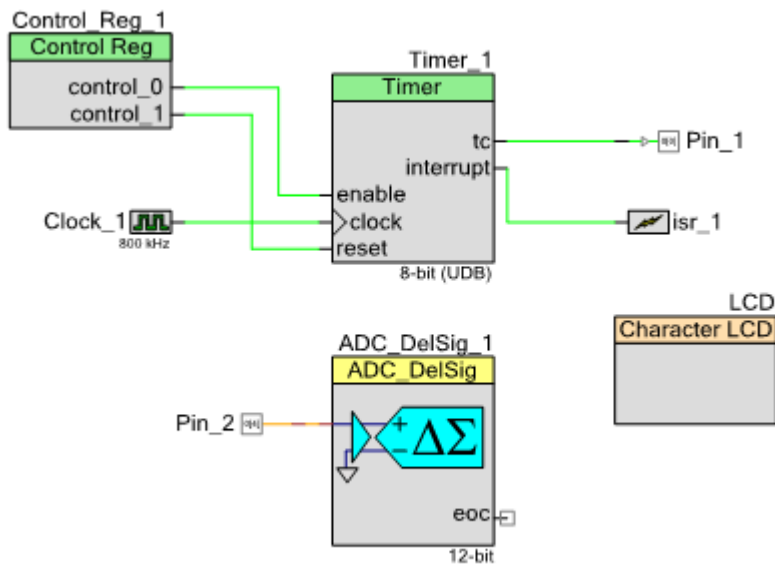 Control_Reg_1
Control Reg
control_0
control_1
Timer_1
Timer
tc
interrupt
enable
clock
reset
8-bit (UDB)
Pin_1
isr_1
Clock_1
800 kHz
LCD
Character LCD
ADC_DelSig_1
ADC_DelSig
Pin_2
+
ΔΣ
−
eoc
12-bit